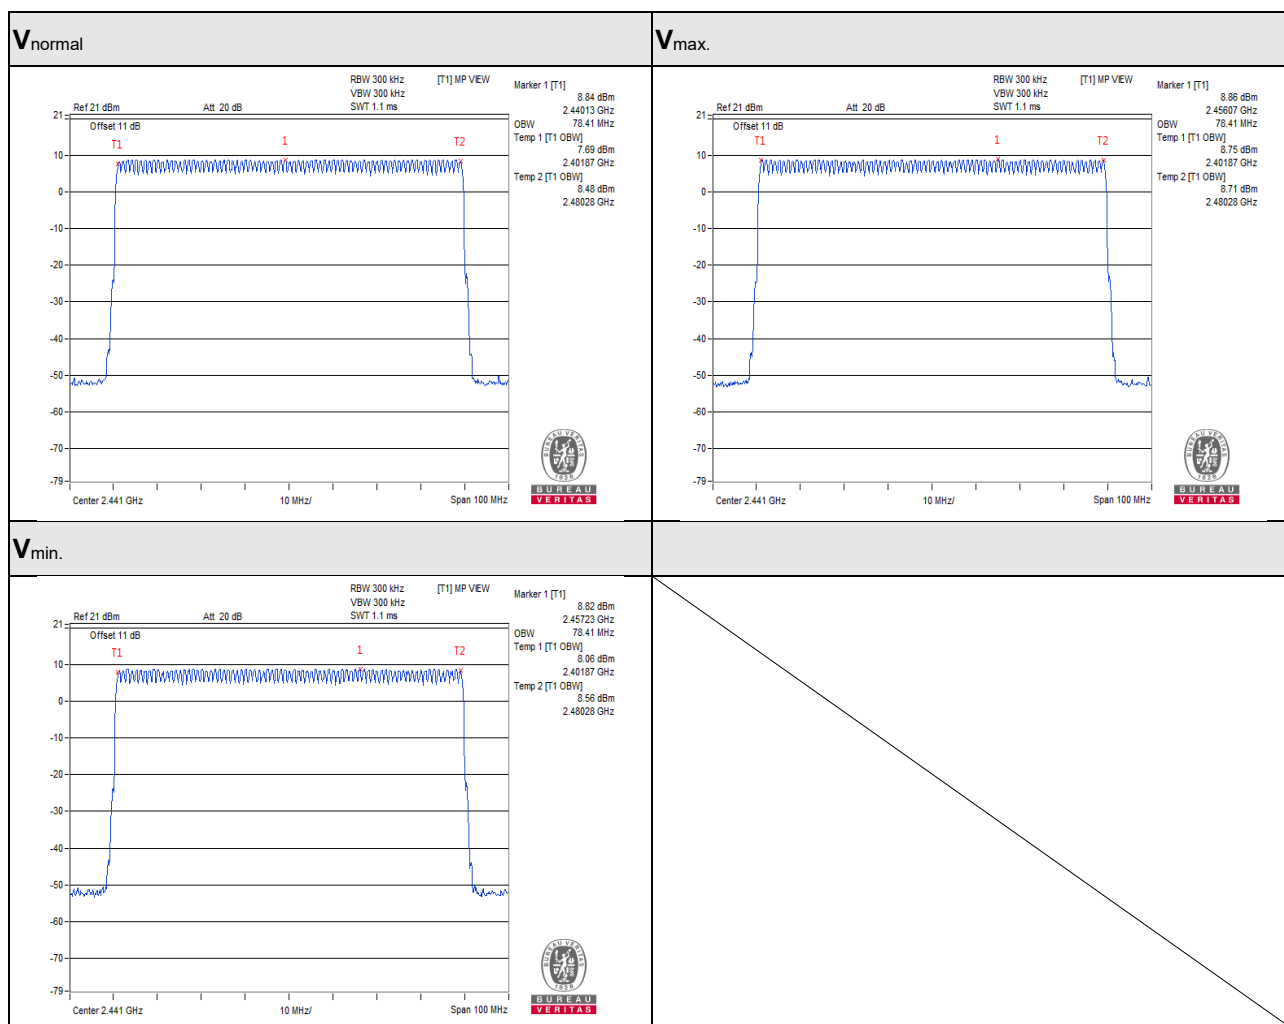 Vnormal
RBW 300 kHz [T1] MP VIEW
VBW 300 kHz
Ref 21 dBm Att 20 dB SWT 1.1 ms
Marker 1 [T1]
8.84 dBm
2.44013 GHz
OBW 78.41 MHz
Temp 1 [T1 OBW]
7.69 dBm
2.40187 GHz
Temp 2 [T1 OBW]
8.48 dBm
2.48028 GHz
21
Offset 11 dB
T1 1 T2
10
0
-10
-20
-30
-40
-50
-60
-70
-79
Center 2.441 GHz 10 MHz/ Span 100 MHz
BUREAU VERITAS
1828
BUREAU
VERITAS
Vmax.
RBW 300 kHz [T1] MP VIEW
VBW 300 kHz
Ref 21 dBm Att 20 dB SWT 1.1 ms
Marker 1 [T1]
8.86 dBm
2.45607 GHz
OBW 78.41 MHz
Temp 1 [T1 OBW]
8.75 dBm
2.40187 GHz
Temp 2 [T1 OBW]
8.71 dBm
2.48028 GHz
21
Offset 11 dB
T1 1 T2
10
0
-10
-20
-30
-40
-50
-60
-70
-79
Center 2.441 GHz 10 MHz/ Span 100 MHz
BUREAU VERITAS
1828
BUREAU
VERITAS
Vmin.
RBW 300 kHz [T1] MP VIEW
VBW 300 kHz
Ref 21 dBm Att 20 dB SWT 1.1 ms
Marker 1 [T1]
8.82 dBm
2.45723 GHz
OBW 78.41 MHz
Temp 1 [T1 OBW]
8.06 dBm
2.40187 GHz
Temp 2 [T1 OBW]
8.56 dBm
2.48028 GHz
21
Offset 11 dB
T1 1 T2
10
0
-10
-20
-30
-40
-50
-60
-70
-79
Center 2.441 GHz 10 MHz/ Span 100 MHz
BUREAU VERITAS
1828
BUREAU
VERITAS